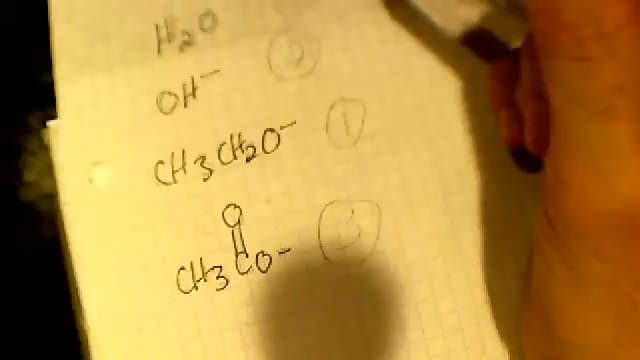 H2O
OH-
CH3CH2O- 1
O
||
CH3CO- 3